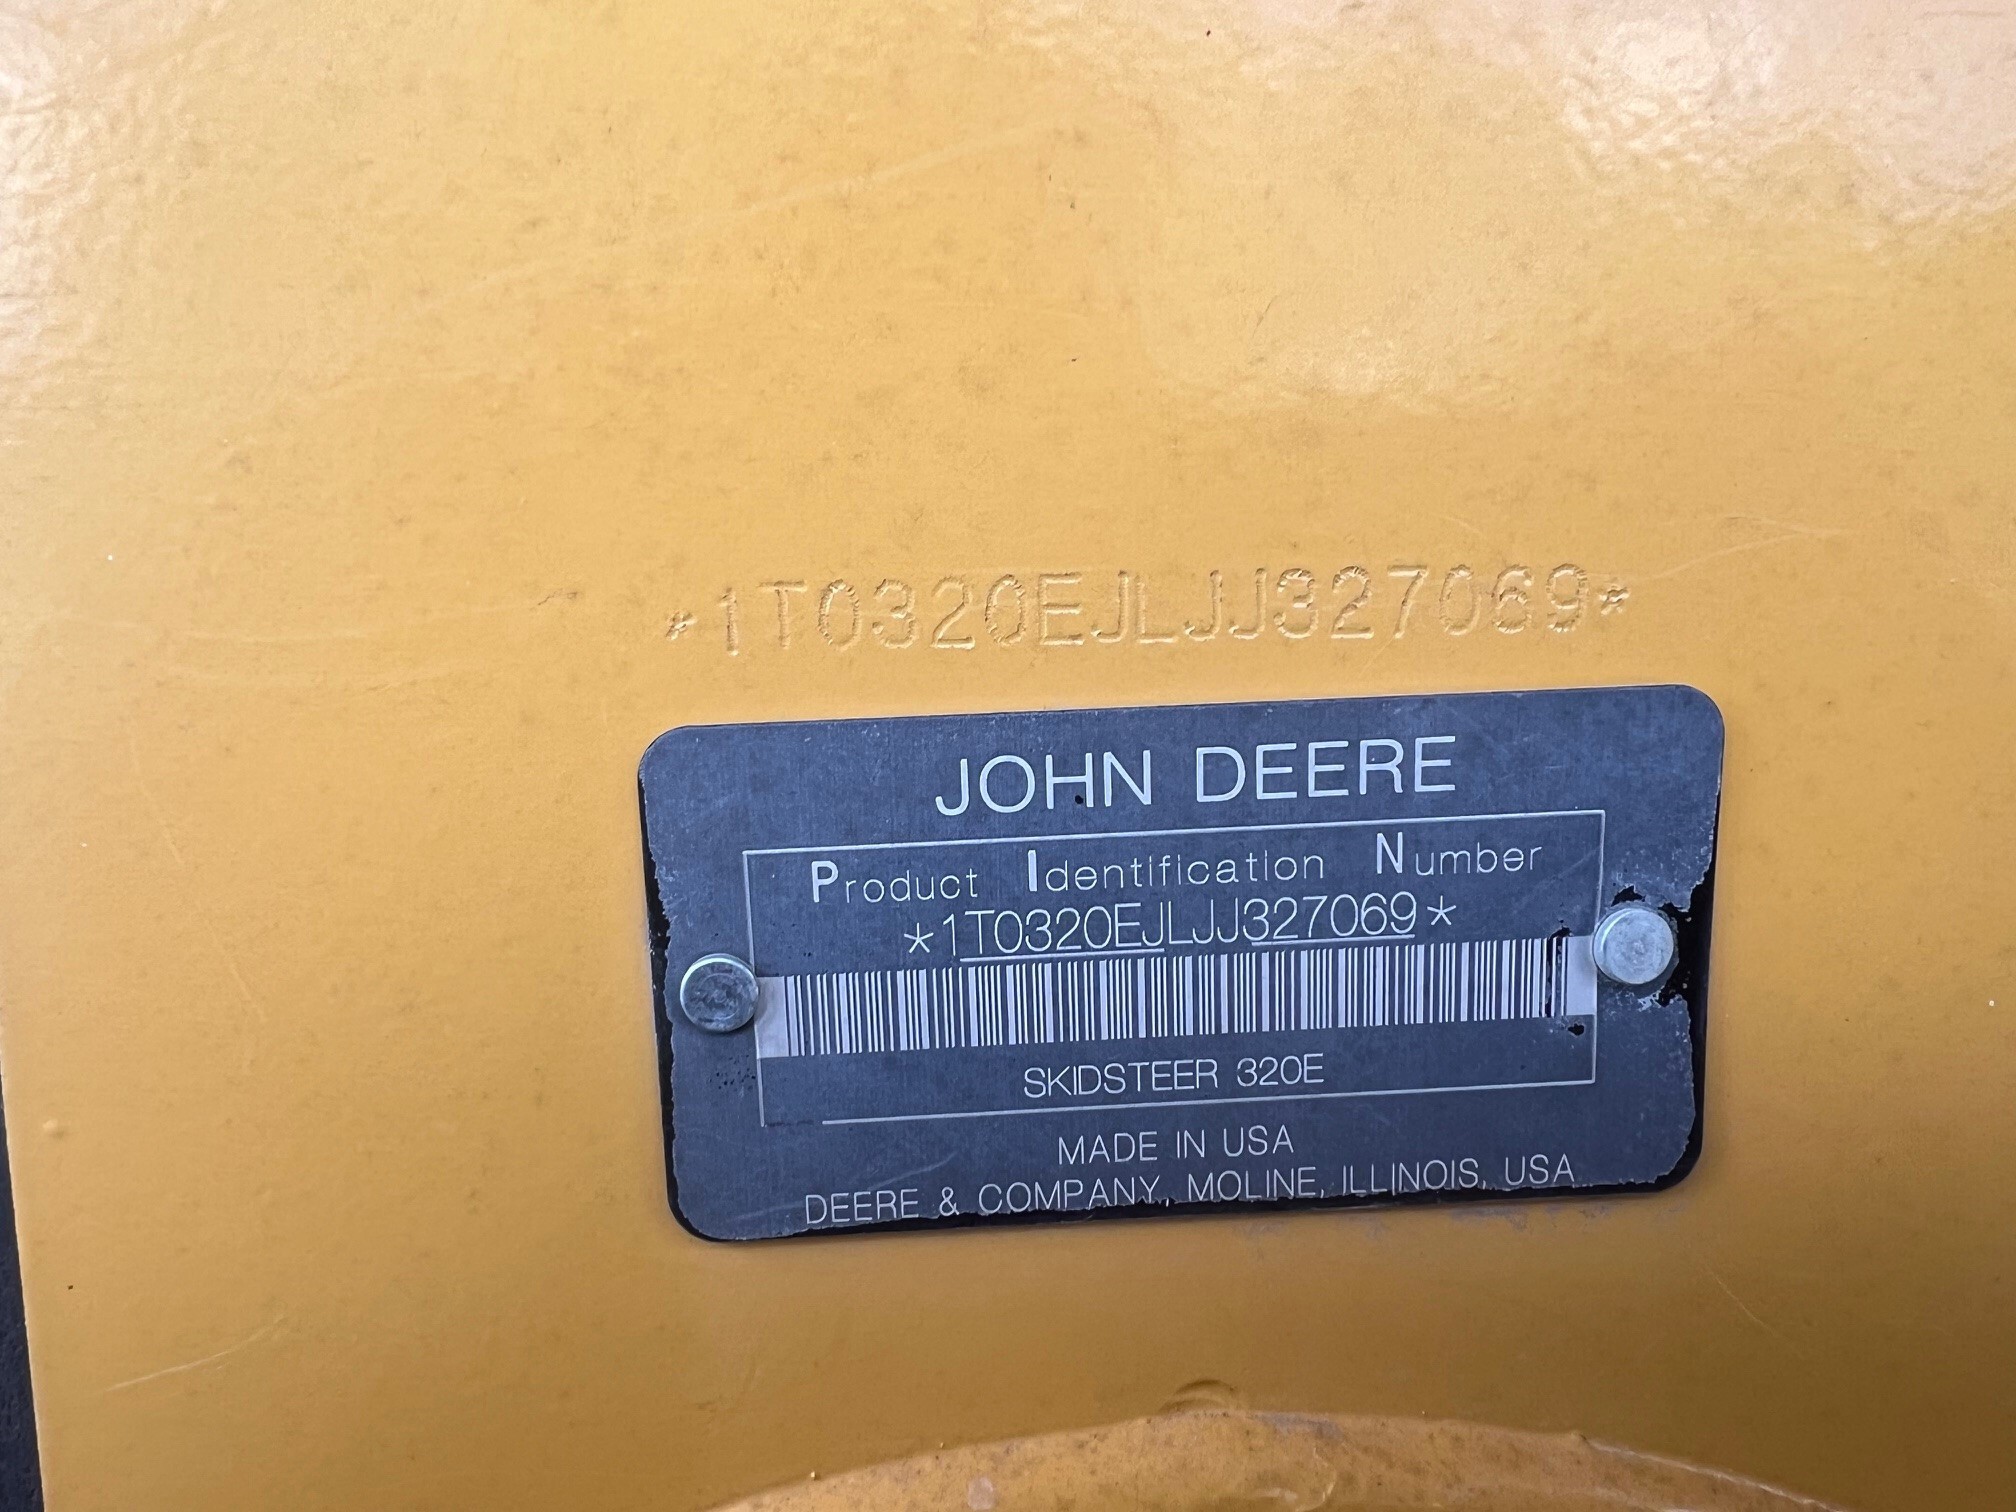 *1T0320EJLJJ327069*
JOHN DEERE
Product Identification Number
*1T0320EJLJJ327069*
SKIDSTEER 320E
MADE IN USA
DEERE & COMPANY, MOLINE, ILLINOIS, USA